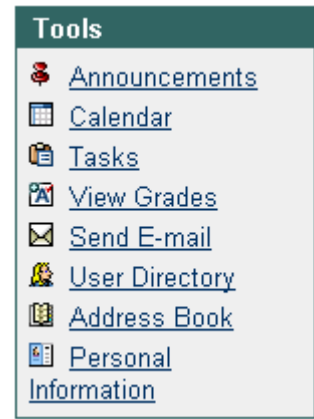 Tools
Announcements
Calendar
Tasks
View Grades
Send E-mail
User Directory
Address Book
Personal
Information